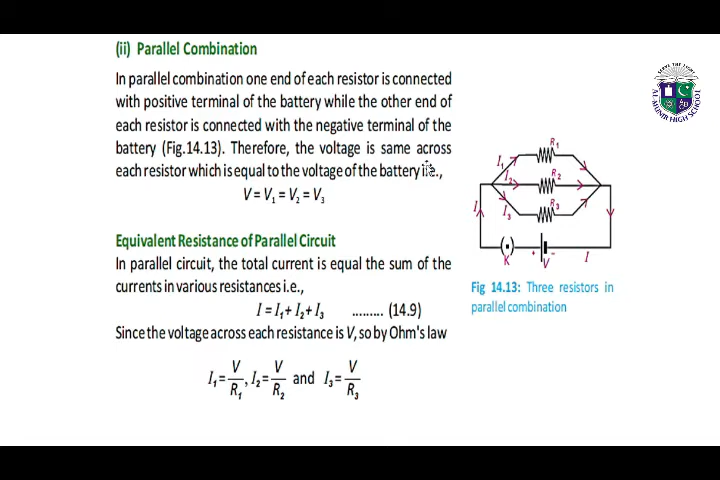 (ii) Parallel Combination
In parallel combination one end of each resistor is connected
with positive terminal of the battery while the other end of
each resistor is connected with the negative terminal of the
battery (Fig.14.13). Therefore, the voltage is same across
each resistor which is equal to the voltage of the battery i.e.,
V = V₁ = V₂ = V₃
Equivalent Resistance of Parallel Circuit
In parallel circuit, the total current is equal the sum of the
currents in various resistances i.e.,
I = I₁ + I₂ + I₃ ......... (14.9)
Since the voltage across each resistance is V, so by Ohm's law
I₁ = V/R₁ , I₂ = V/R₂ and I₃ = V/R₃
AL-MUNIR HIGH SCHOOL
R₁
I₁
R₂
I₂
R₃
I₃
I
K
+ V −
I
Fig 14.13: Three resistors in
parallel combination